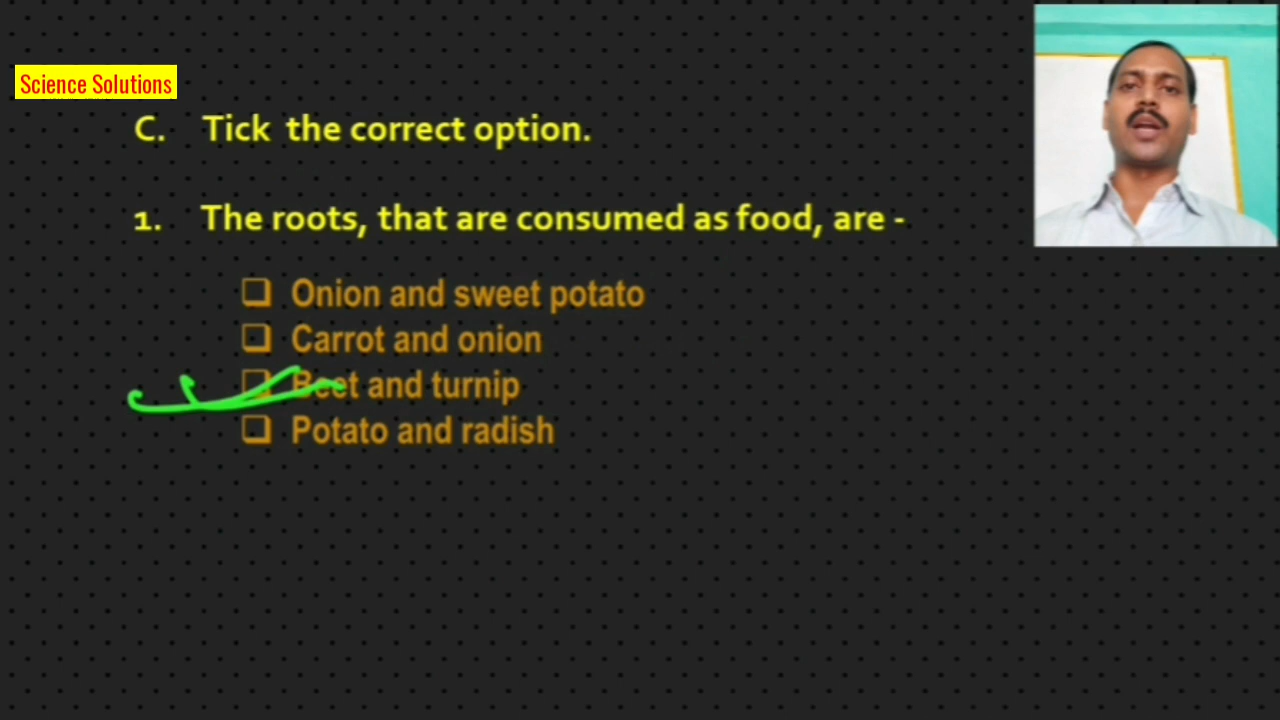 Science Solutions
C. Tick the correct option.
1. The roots, that are consumed as food, are -
❑ Onion and sweet potato
❑ Carrot and onion
❑ Beet and turnip
❑ Potato and radish